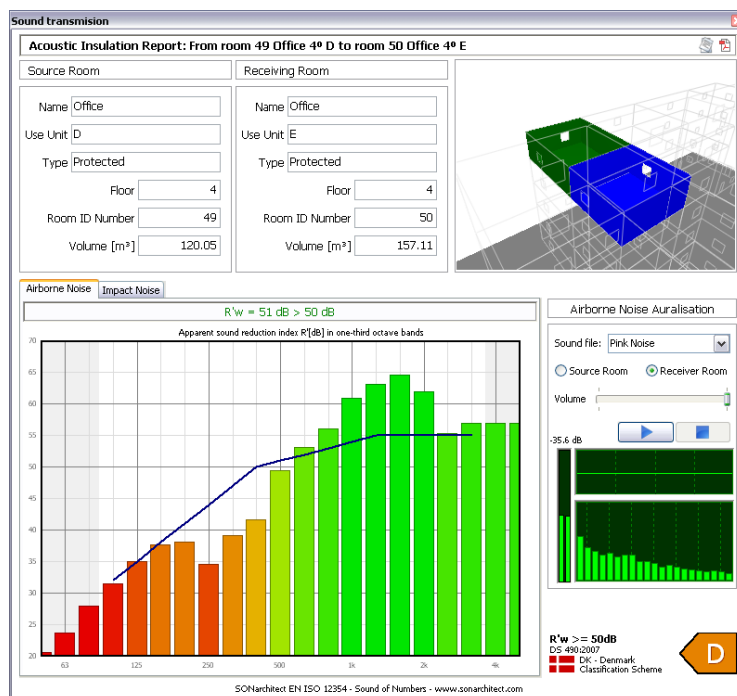 Sound transmision
Acoustic Insulation Report: From room 49 Office 4º D to room 50 Office 4º E
Source Room
Name Office
Use Unit D
Type Protected
Floor 4
Room ID Number 49
Volume [m³] 120.05
Receiving Room
Name Office
Use Unit E
Type Protected
Floor 4
Room ID Number 50
Volume [m³] 157.11
Airborne Noise
Impact Noise
R'w = 51 dB > 50 dB
Apparent sound reduction index R'[dB] in one-third octave bands
70
65
60
55
50
45
40
35
30
25
20
63 125 250 500 1k 2k 4k
SONarchitect EN ISO 12354 - Sound of Numbers - www.sonarchitect.com
Airborne Noise Auralisation
Sound file: Pink Noise
Source Room Receiver Room
Volume
-35.6 dB
R'w >= 50dB
DS 490:2007
DK - Denmark
Classification Scheme
D